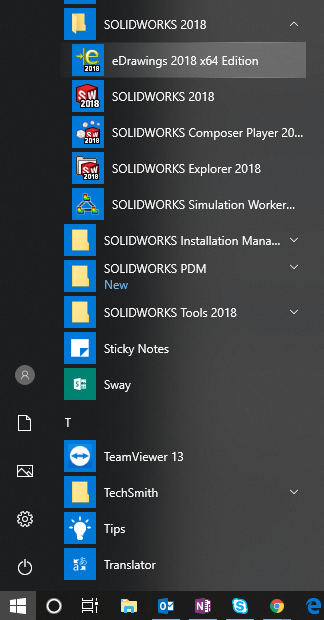 SOLIDWORKS 2018
eDrawings 2018 x64 Edition
SOLIDWORKS 2018
SOLIDWORKS Composer Player 20...
SOLIDWORKS Explorer 2018
SOLIDWORKS Simulation Worker...
SOLIDWORKS Installation Mana...
SOLIDWORKS PDM
New
SOLIDWORKS Tools 2018
Sticky Notes
Sway
T
TeamViewer 13
TechSmith
Tips
Translator